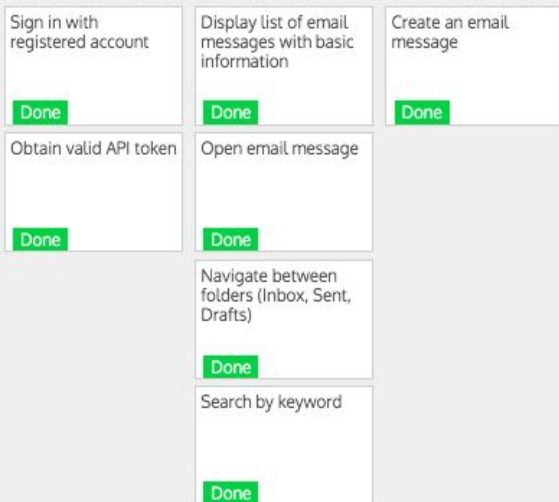 Sign in with
registered account
Done
Display list of email
messages with basic
information
Done
Create an email
message
Done
Obtain valid API token
Done
Open email message
Done
Navigate between
folders (Inbox, Sent,
Drafts)
Done
Search by keyword
Done